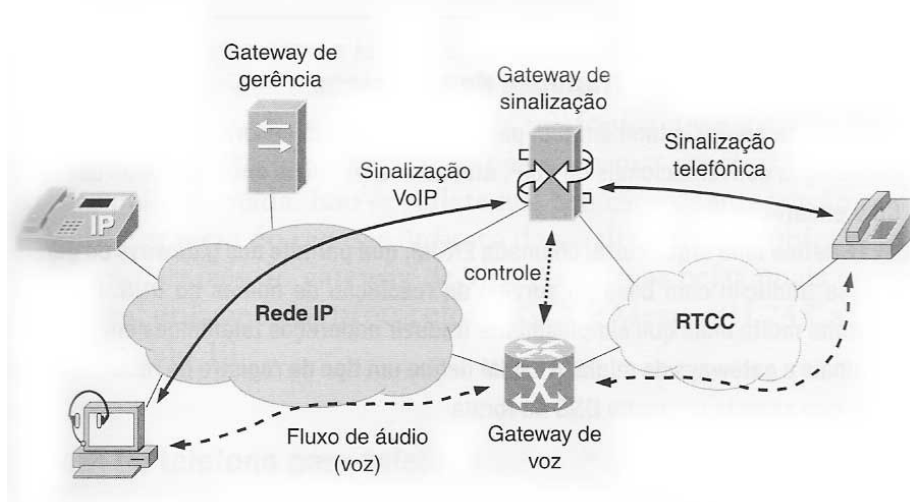 Gateway de
gerência
Gateway de
sinalização
Sinalização
telefônica
Sinalização
VoIP
IP
controle
Rede IP
RTCC
Fluxo de áudio
(voz)
Gateway de
voz